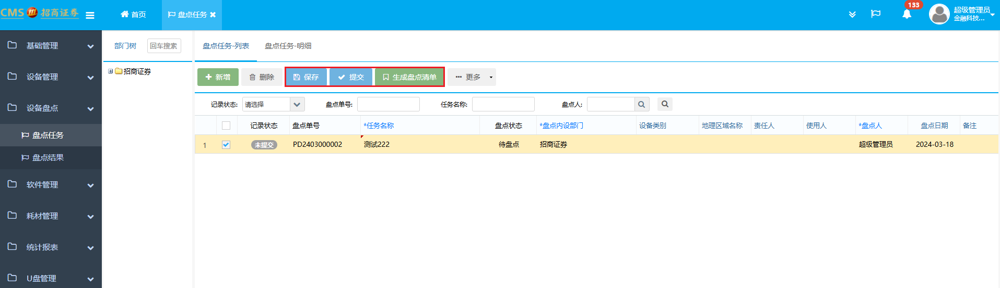 CMS 招商证券
首页
盘点任务
133
超级管理员
金融科技...
基础管理
设备管理
设备盘点
盘点任务
盘点结果
软件管理
耗材管理
统计报表
U盘管理
部门树 回车搜索
招商证券
盘点任务-列表 盘点任务-明细
新增 删除 保存 提交 生成盘点清单 更多
记录状态: 请选择 盘点单号: 任务名称: 盘点人:
记录状态 盘点单号 *任务名称 盘点状态 *盘点内设部门 设备类别 地理区域名称 责任人 使用人 *盘点人 盘点日期 备注
1 未提交 PD2403000002 测试222 待盘点 招商证券 超级管理员 2024-03-18